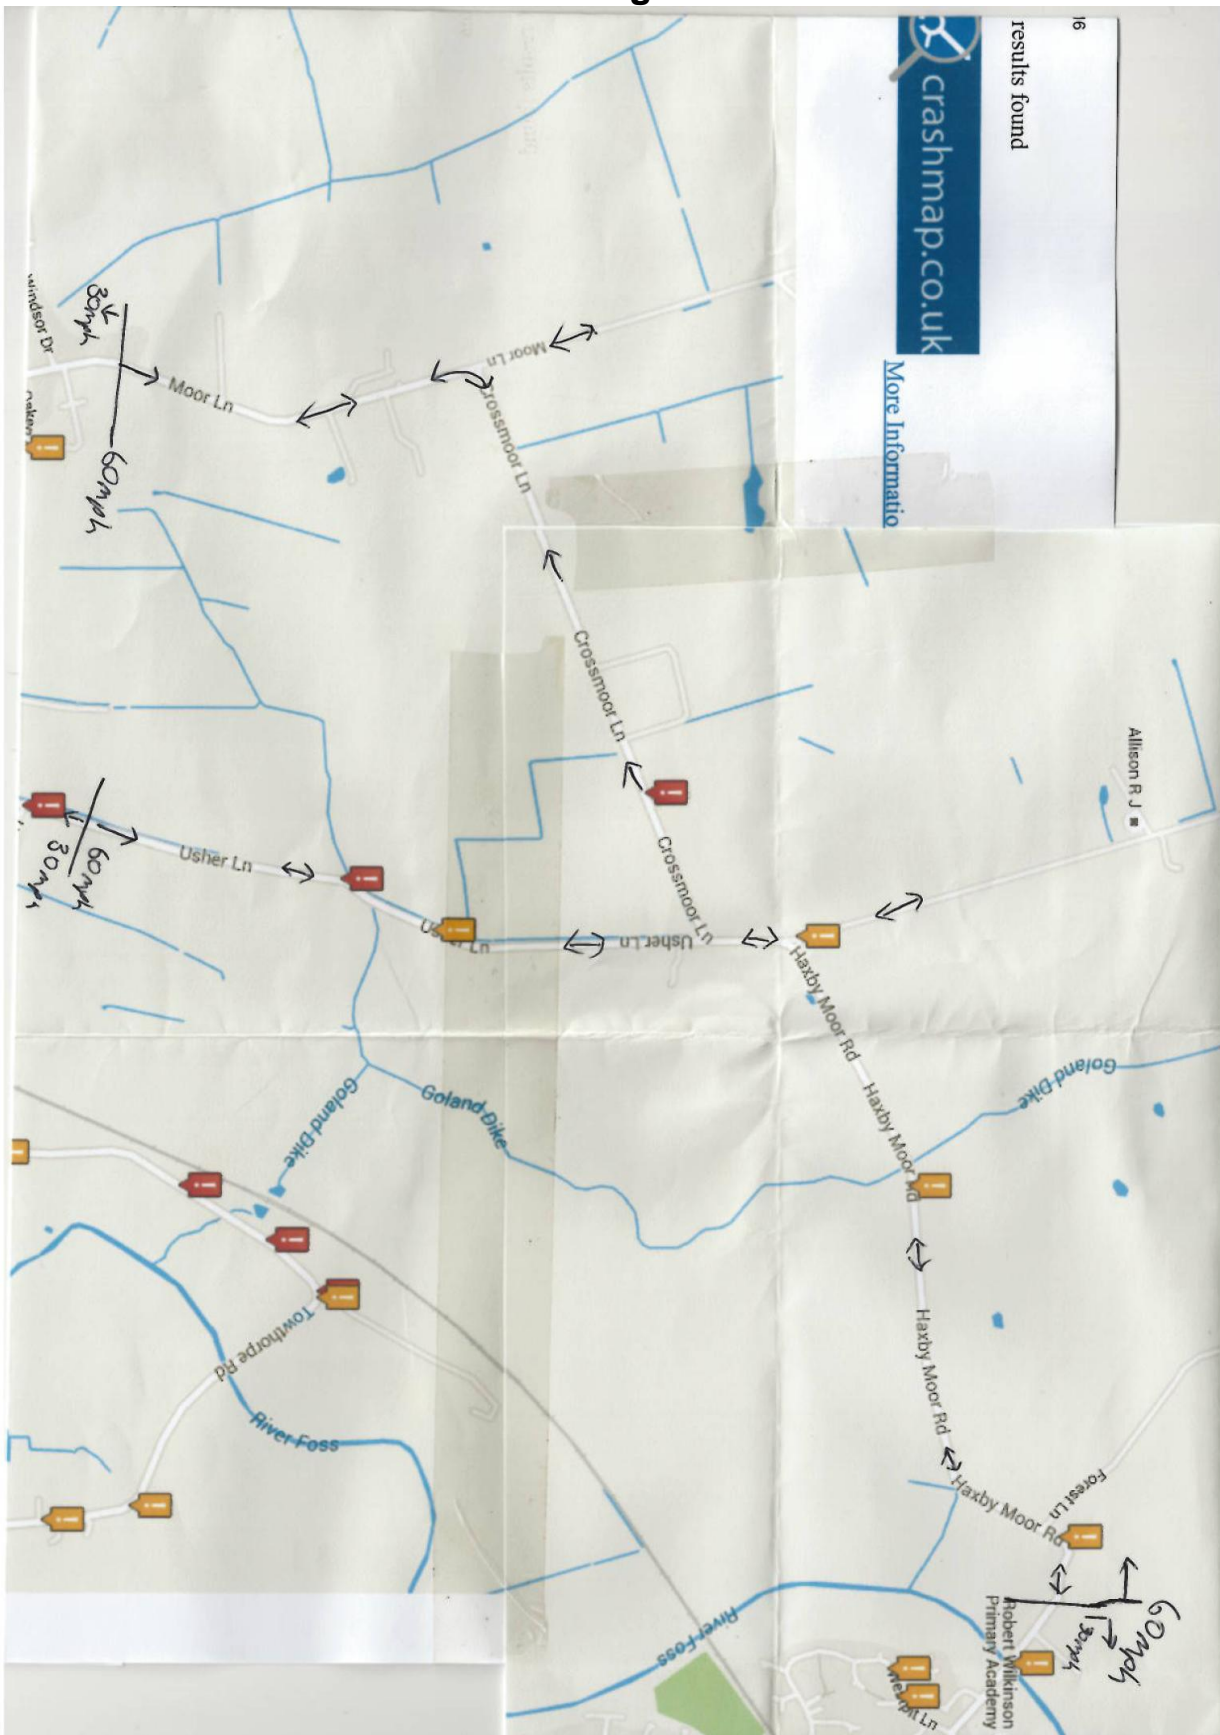 g
16
results found
crashmap.co.uk
More Informatio
Windsor Dr
30mph
60mph
Moor Ln
Moor Ln
Crossmoor Ln
Crossmoor Ln
Crossmoor Ln
Allison R J
Usher Ln
60mph
30mph
Usher Ln
Usher Ln
Haxby Moor Rd
Haxby Moor Rd
Haxby Moor Rd
Haxby Moor Rd
Goland Dike
Goland Dike
Goland Dike
Towthorpe Rd
River Foss
River Foss
Forest Ln
60mph
30mph
Robert Wilkinson
Primary Academy